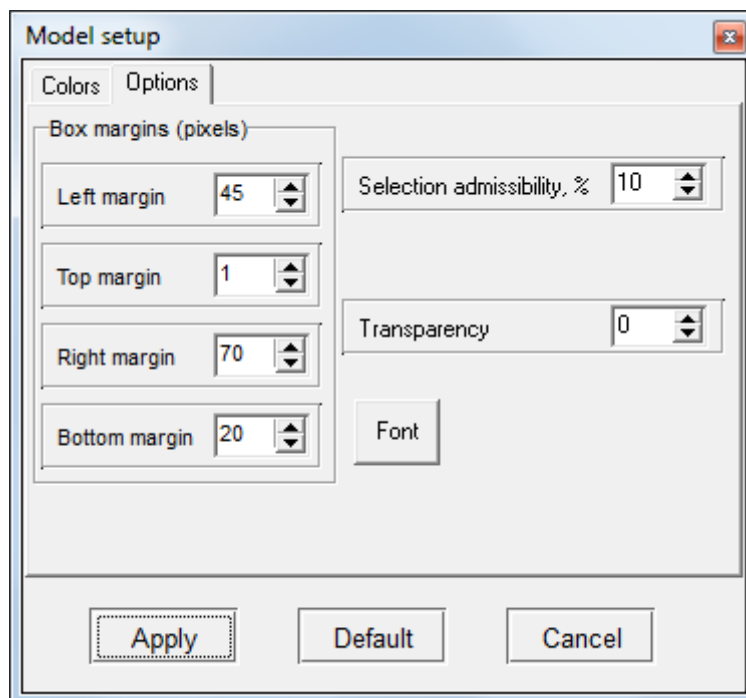 Model setup
Colors Options
Box margins (pixels)
Left margin 45
Top margin 1
Right margin 70
Bottom margin 20
Selection admissibility, % 10
Transparency 0
Font
Apply Default Cancel